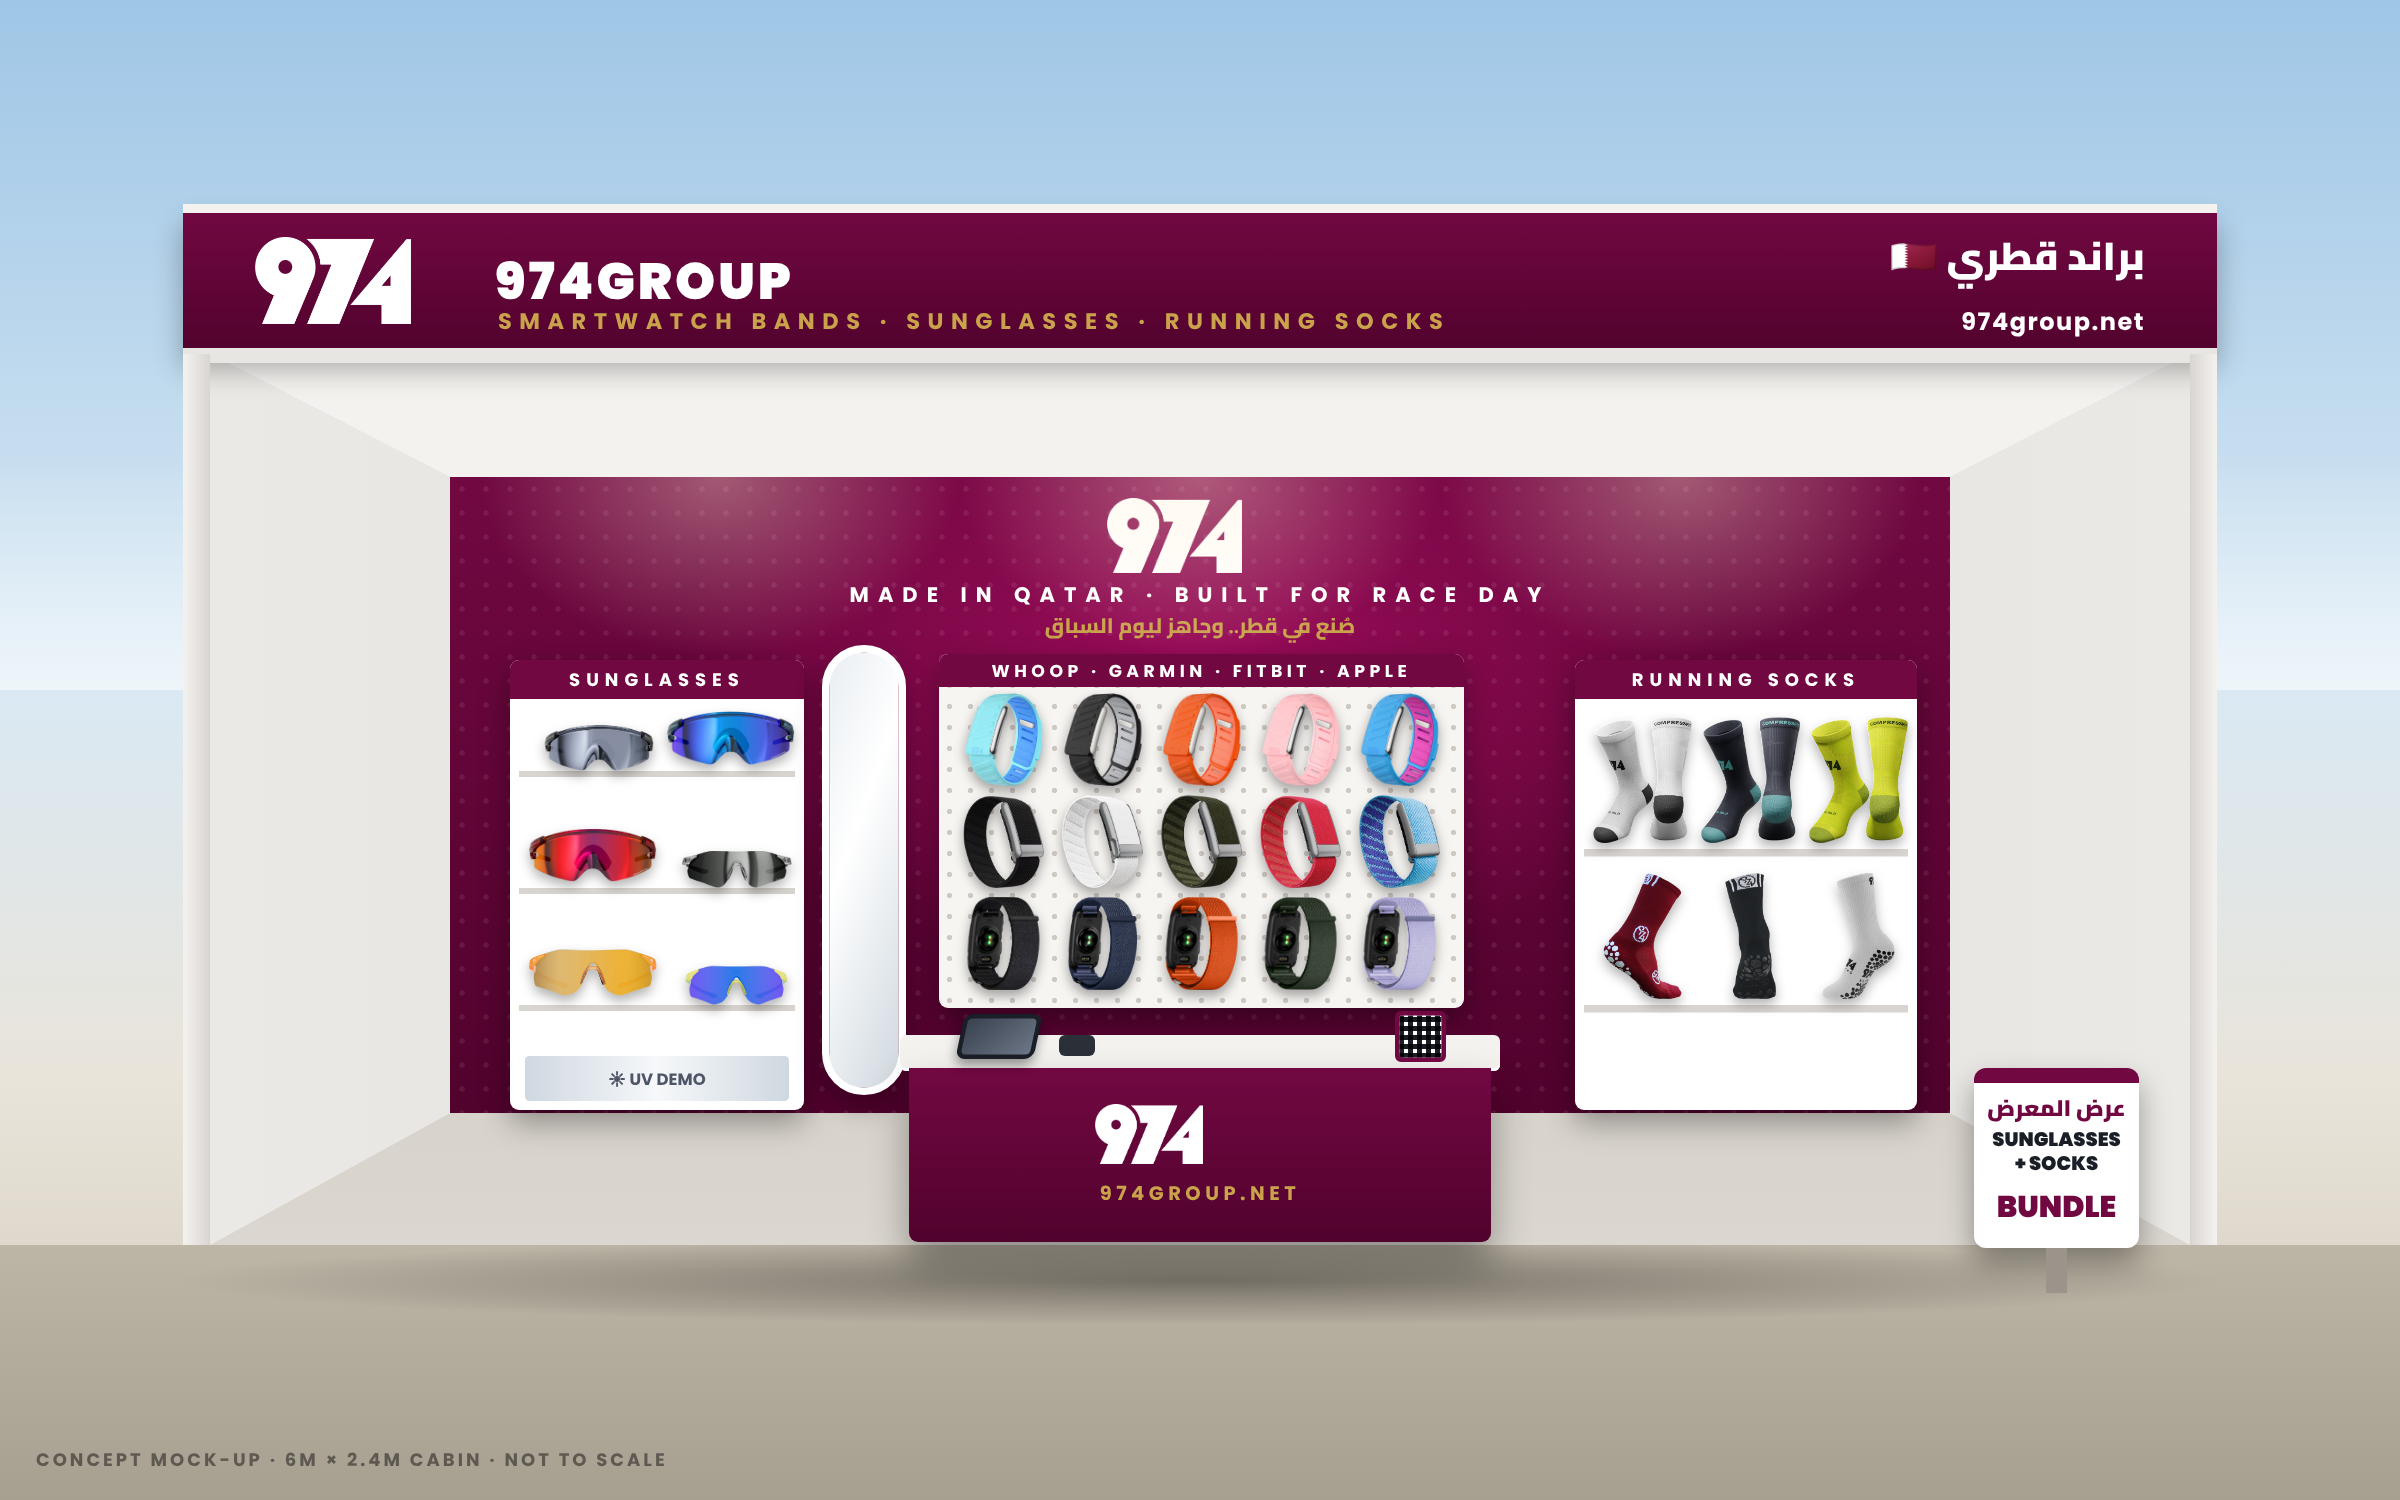 974
974GROUP
SMARTWATCH BANDS · SUNGLASSES · RUNNING SOCKS
براند قطري 🇶🇦
974group.net
974
MADE IN QATAR · BUILT FOR RACE DAY
صُنع في قطر.. وجاهز ليوم السباق
SUNGLASSES
WHOOP · GARMIN · FITBIT · APPLE
RUNNING SOCKS
☀ UV DEMO
974
974GROUP.NET
عرض المعرض
SUNGLASSES
+ SOCKS
BUNDLE
CONCEPT MOCK-UP · 6M × 2.4M CABIN · NOT TO SCALE